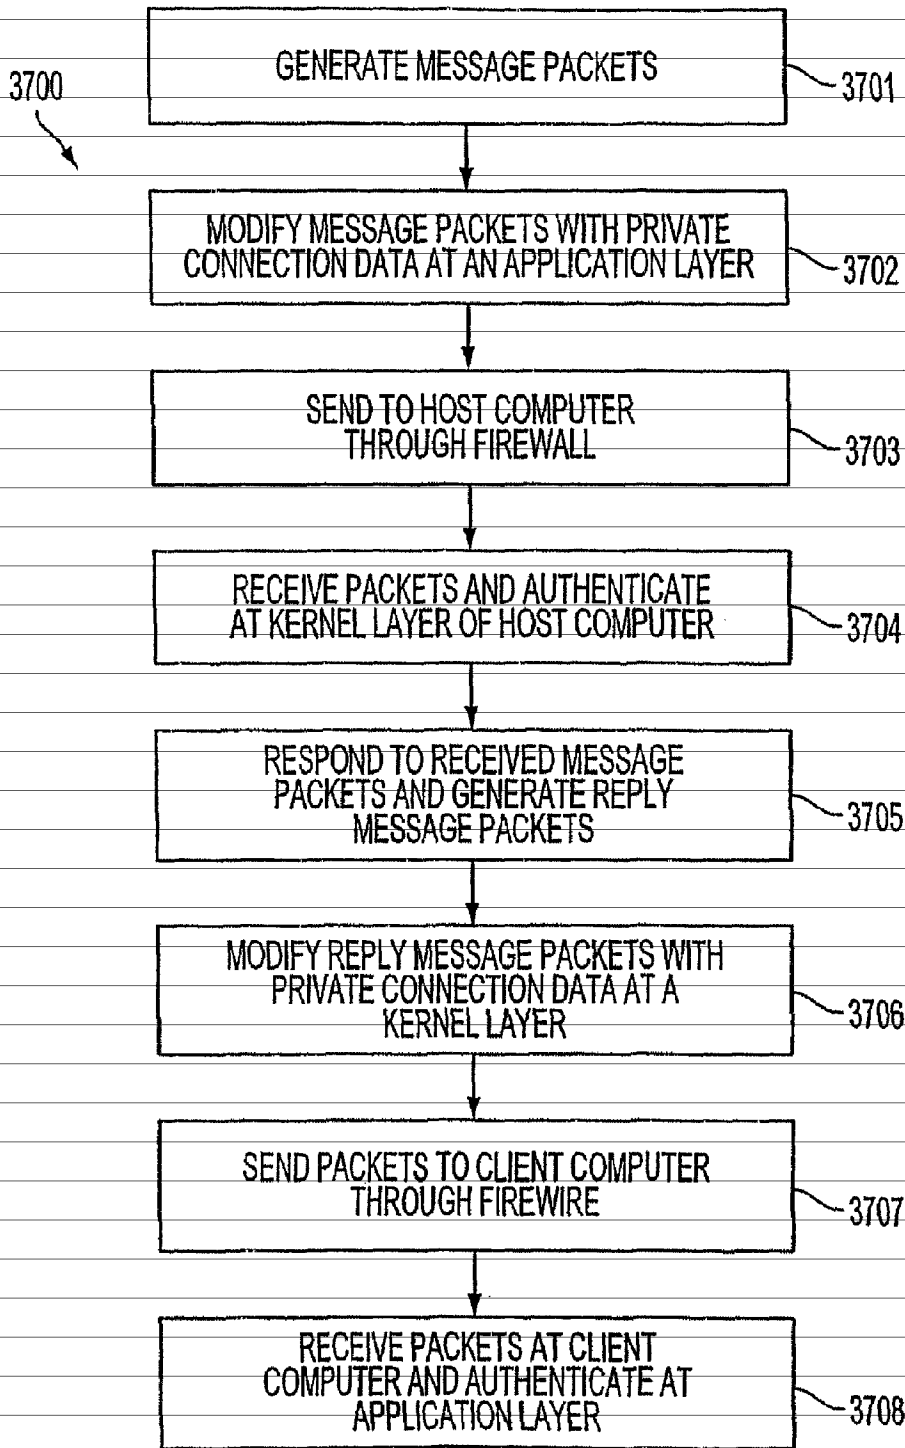 GENERATE MESSAGE PACKETS
3701
3700
MODIFY MESSAGE PACKETS WITH PRIVATE
CONNECTION DATA AT AN APPLICATION LAYER
3702
SEND TO HOST COMPUTER
THROUGH FIREWALL
3703
RECEIVE PACKETS AND AUTHENTICATE
AT KERNEL LAYER OF HOST COMPUTER
3704
RESPOND TO RECEIVED MESSAGE
PACKETS AND GENERATE REPLY
MESSAGE PACKETS
3705
MODIFY REPLY MESSAGE PACKETS WITH
PRIVATE CONNECTION DATA AT A
KERNEL LAYER
3706
SEND PACKETS TO CLIENT COMPUTER
THROUGH FIREWIRE
3707
RECEIVE PACKETS AT CLIENT
COMPUTER AND AUTHENTICATE AT
APPLICATION LAYER
3708